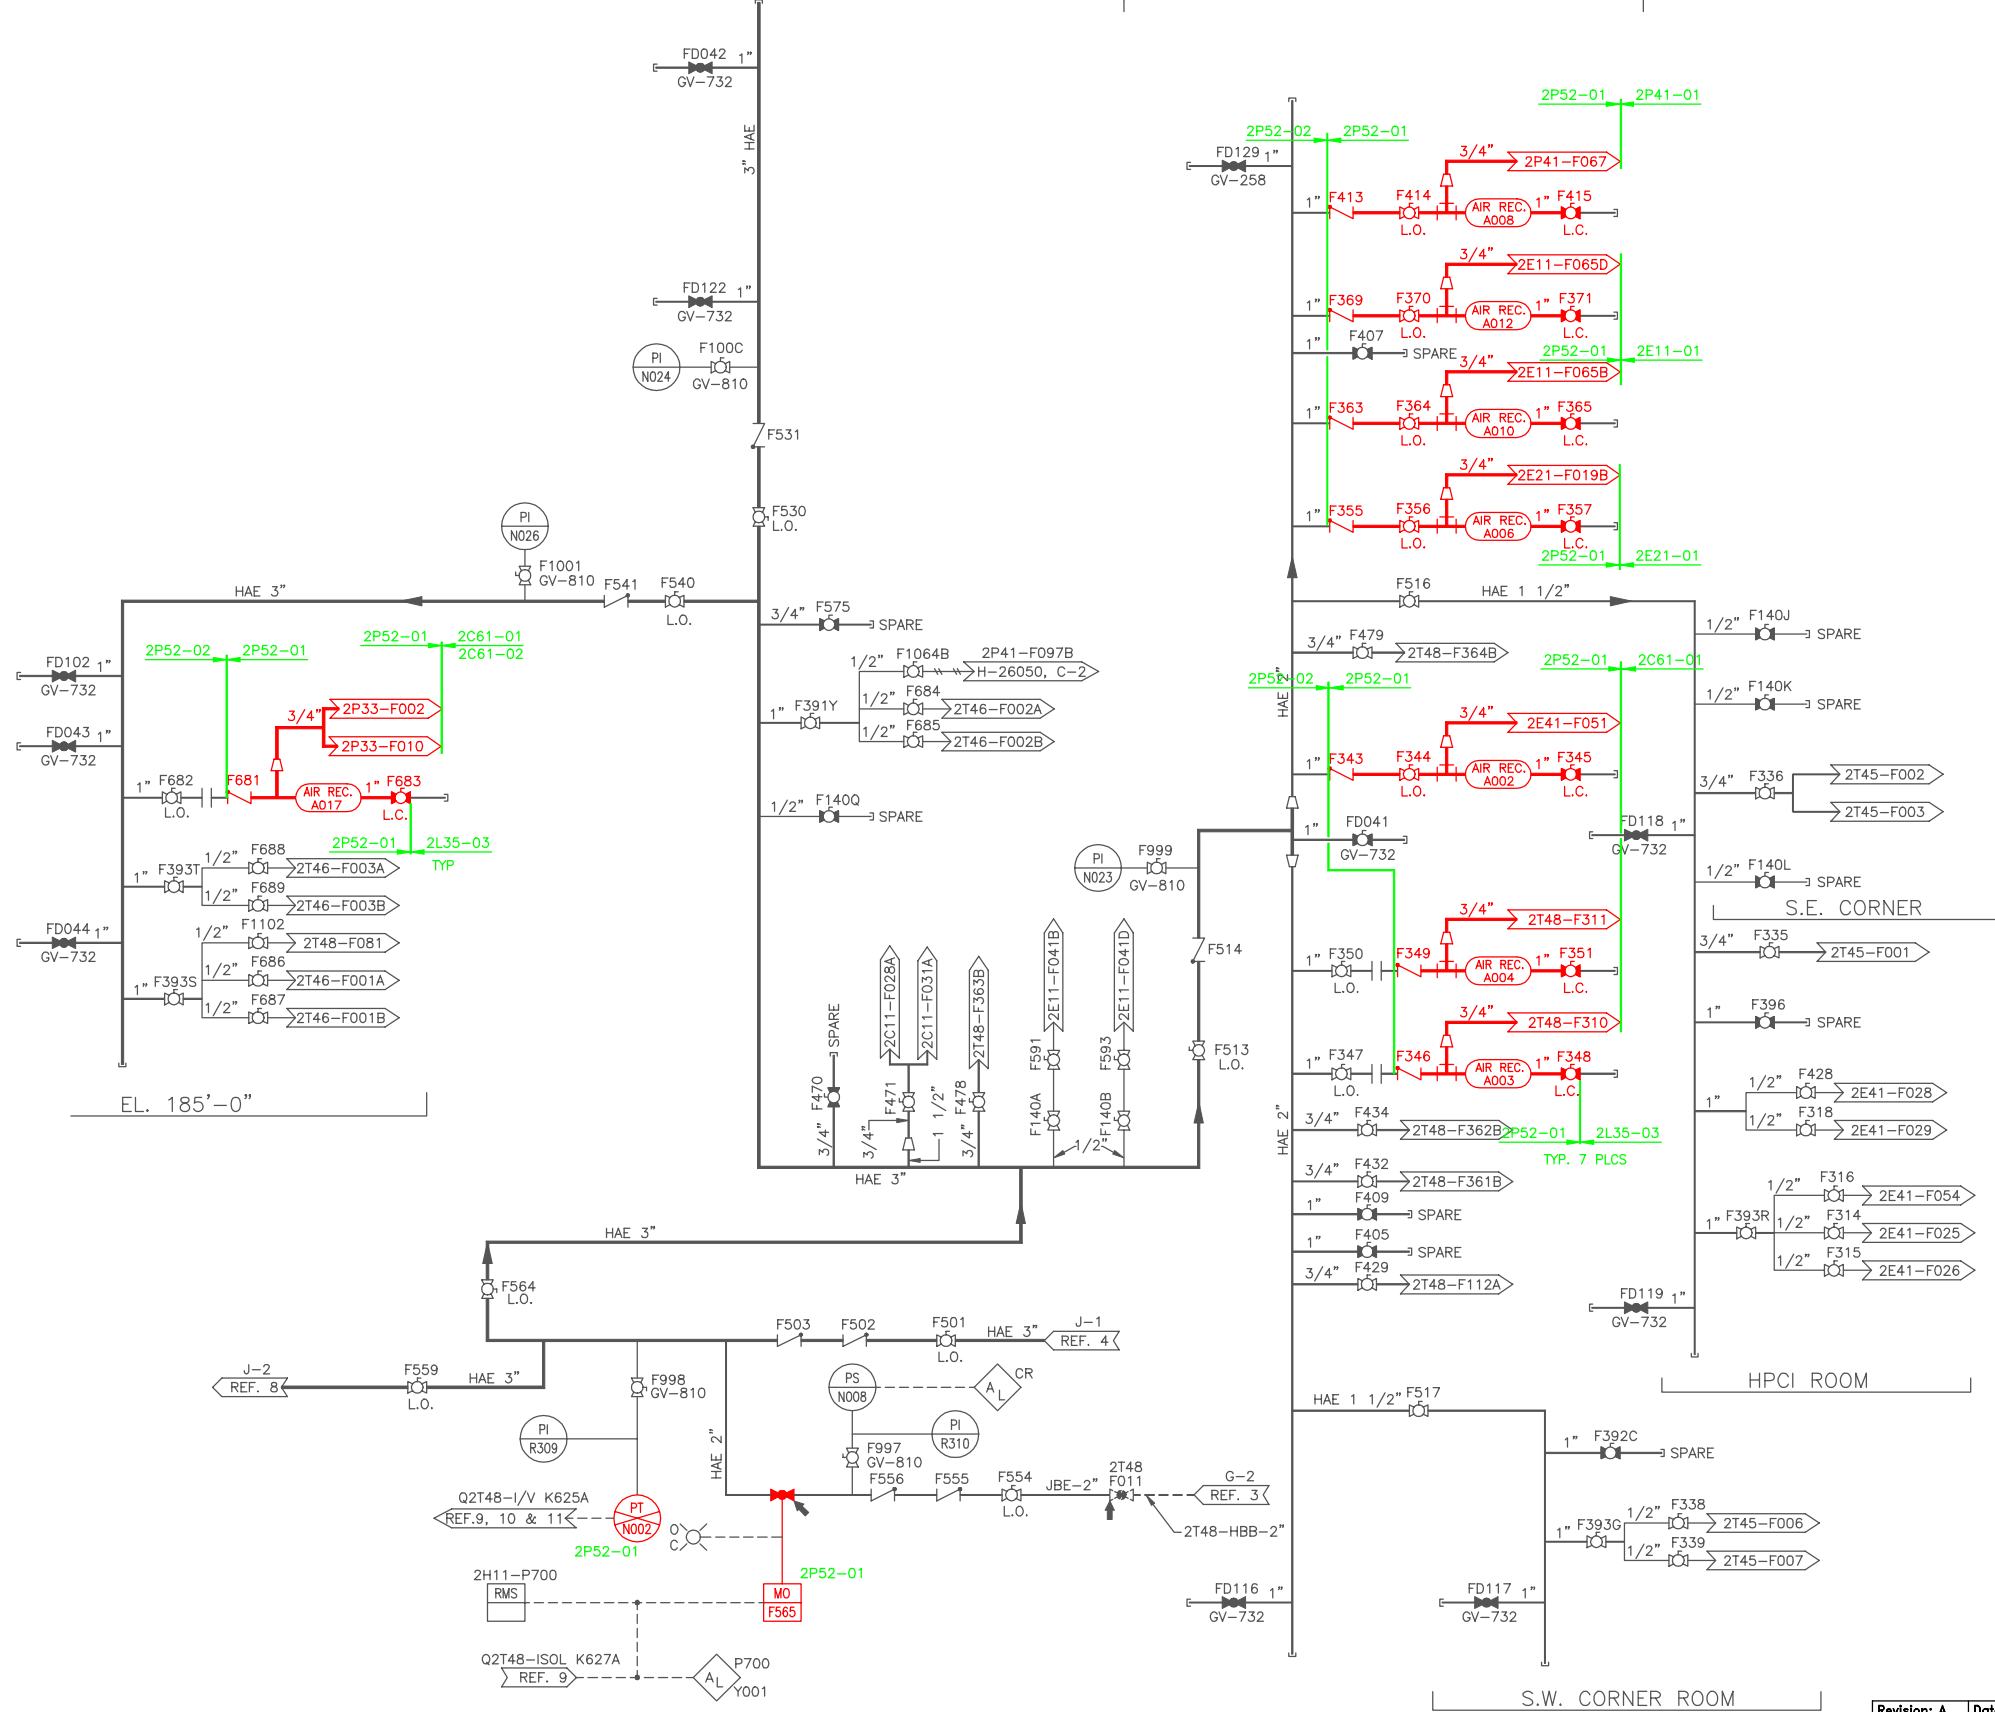 FD042 1"
GV-732
3" HAE
FD122 1"
GV-732
PI
N024
F100C
GV-810
F531
F530
L.O.
PI
N026
F1001
GV-810
HAE 3"
F541
F540
L.O.
FD102 1"
GV-732
2P52-02
2P52-01
2P52-01
2C61-01
2C61-02
FD043 1"
GV-732
3/4"
2P33-F002
2P33-F010
1"
F682
L.O.
F681
AIR REC.
A017
1"
F683
L.C.
2P52-01
2L35-03
TYP
1"
F393T
1/2"
F688
2T46-F003A
1/2"
F689
2T46-F003B
FD044 1"
GV-732
1/2"
F1102
2T48-F081
1"
F393S
1/2"
F686
2T46-F001A
1/2"
F687
2T46-F001B
EL. 185'-0"
3/4"
F575
SPARE
1"
F391Y
1/2"
F1064B
2P41-F097B
H-26050, C-2
1/2"
F684
2T46-F002A
1/2"
F685
2T46-F002B
1/2"
F140Q
SPARE
PI
N023
F999
GV-810
F514
F513
L.O.
SPARE
F470
3/4"
2C11-F028A
2C11-F031A
F471
3/4"
1 1/2"
2T48-F363B
F478
3/4"
2E11-F041B
F591
F140A
1/2"
2E11-F041D
F593
F140B
HAE 3"
HAE 3"
F564
L.O.
J-2
REF. 8
F559
L.O.
HAE 3"
F503
F502
F501
L.O.
HAE 3"
J-1
REF. 4
F998
GV-810
PI
R309
HAE 2"
PS
N008
A L
CR
F997
GV-810
PI
R310
F556
F555
F554
L.O.
JBE-2"
2T48
F011
G-2
REF. 3
2T48-HBB-2"
Q2T48-I/V K625A
REF.9, 10 & 11
PT
N002
2P52-01
O
C
2P52-01
MO
F565
2H11-P700
RMS
Q2T48-ISOL K627A
REF. 9
A L
P700
Y001
2P52-01
2P41-01
2P52-02
2P52-01
FD129 1"
GV-258
3/4"
2P41-F067
1"
F413
F414
L.O.
AIR REC.
A008
1"
F415
L.C.
3/4"
2E11-F065D
1"
F369
F370
L.O.
AIR REC.
A012
1"
F371
L.C.
1"
F407
SPARE
2P52-01
2E11-01
3/4"
2E11-F065B
1"
F363
F364
L.O.
AIR REC.
A010
1"
F365
L.C.
3/4"
2E21-F019B
1"
F355
F356
L.O.
AIR REC.
A006
1"
F357
L.C.
2P52-01
2E21-01
F516
HAE 1 1/2"
3/4"
F479
2T48-F364B
2P52-02
2P52-01
2P52-01
2C61-01
HAE 2"
3/4"
2E41-F051
1"
F343
F344
L.O.
AIR REC.
A002
1"
F345
L.C.
1"
FD041
GV-732
3/4"
2T48-F311
1"
F350
L.O.
F349
AIR REC.
A004
1"
F351
L.C.
3/4"
2T48-F310
1"
F347
L.O.
F346
AIR REC.
A003
1"
F348
L.C.
HAE 2"
3/4"
F434
2T48-F362B
2P52-01
2L35-03
TYP. 7 PLCS
3/4"
F432
2T48-F361B
1"
F409
SPARE
1"
F405
SPARE
3/4"
F429
2T48-F112A
1/2"
F140J
SPARE
1/2"
F140K
SPARE
3/4"
F336
2T45-F002
2T45-F003
FD118 1"
GV-732
1/2"
F140L
SPARE
S.E. CORNER
3/4"
F335
2T45-F001
1"
F396
SPARE
1"
1/2"
F428
2E41-F028
1/2"
F318
2E41-F029
1"
F393R
1/2"
F316
2E41-F054
1/2"
F314
2E41-F025
1/2"
F315
2E41-F026
FD119 1"
GV-732
HPCI ROOM
HAE 1 1/2"
F517
1"
F392C
SPARE
1"
F393G
1/2"
F338
2T45-F006
1/2"
F339
2T45-F007
FD116 1"
GV-732
FD117 1"
GV-732
S.W. CORNER ROOM
Revision: A